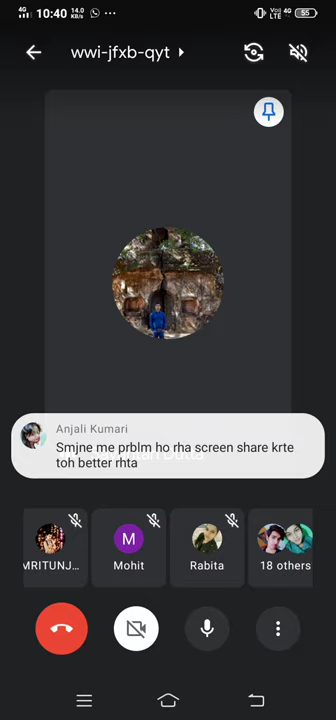 4G 10:40 14.0 KB/s ...
Vo)) LTE 4G 55
wwi-jfxb-qyt
Anjali Kumari
Smjne me prblm ho rha screen share krte
toh better rhta
MRITUNJ...
M
Mohit
Rabita
18 others